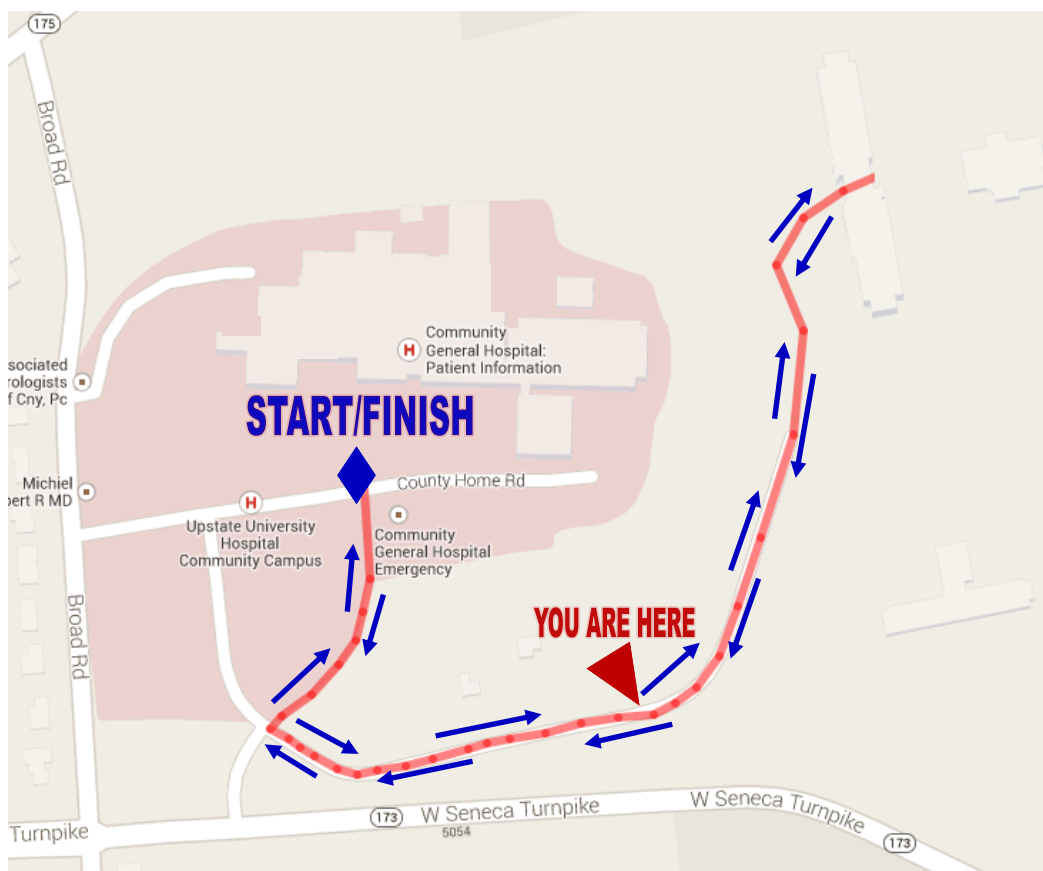 175
Broad Rd
Community
General Hospital:
Patient Information
H
sociated
rologists
f Cny, Pc
START/FINISH
Michiel
pert R MD
County Home Rd
H
Upstate University
Hospital
Community Campus
Community
General Hospital
Emergency
Broad Rd
YOU ARE HERE
W Seneca Turnpike
W Seneca Turnpike
173
5054
Turnpike
173